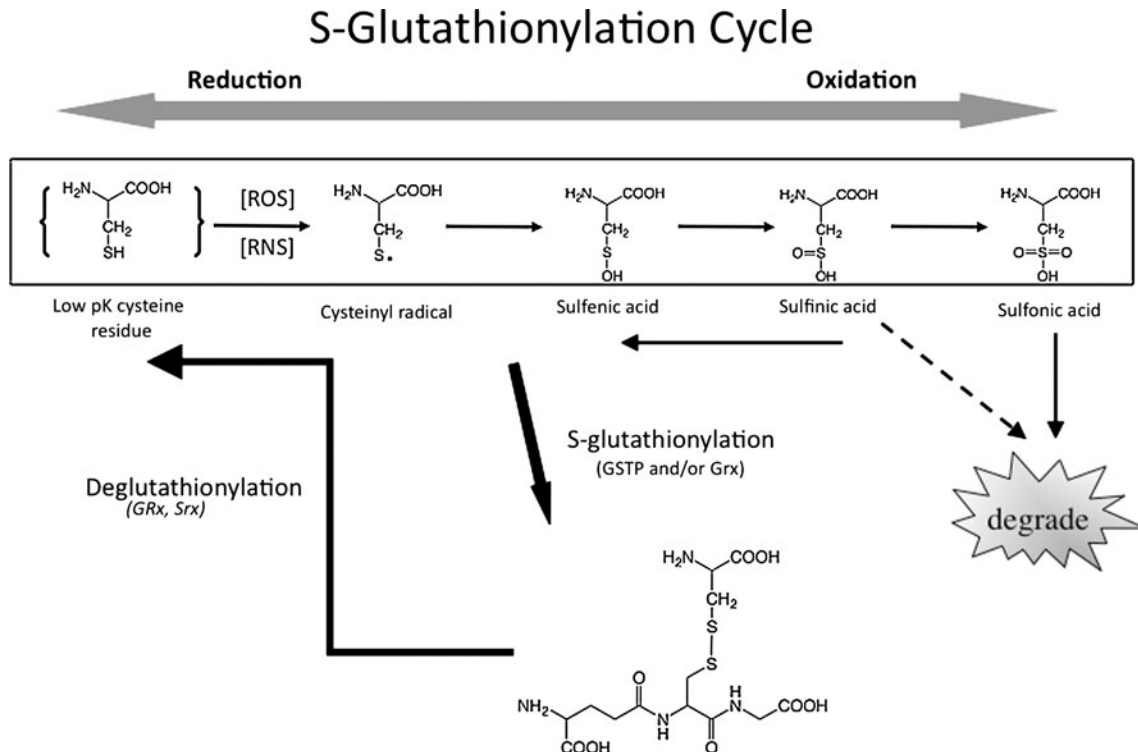 S-Glutathionylation Cycle
Reduction
Oxidation
H₂N
COOH
CH₂
SH
[ROS]
[RNS]
H₂N
COOH
CH₂
S•
H₂N
COOH
CH₂
S
OH
H₂N
COOH
CH₂
O=S
OH
H₂N
COOH
CH₂
O=S=O
OH
Low pK cysteine
residue
Cysteinyl radical
Sulfenic acid
Sulfinic acid
Sulfonic acid
S-glutathionylation
(GSTP and/or Grx)
Deglutathionylation
(GRx, Srx)
degrade
H₂N
COOH
CH₂
S
S
O
H
N
COOH
NH₂
N
H
O
COOH